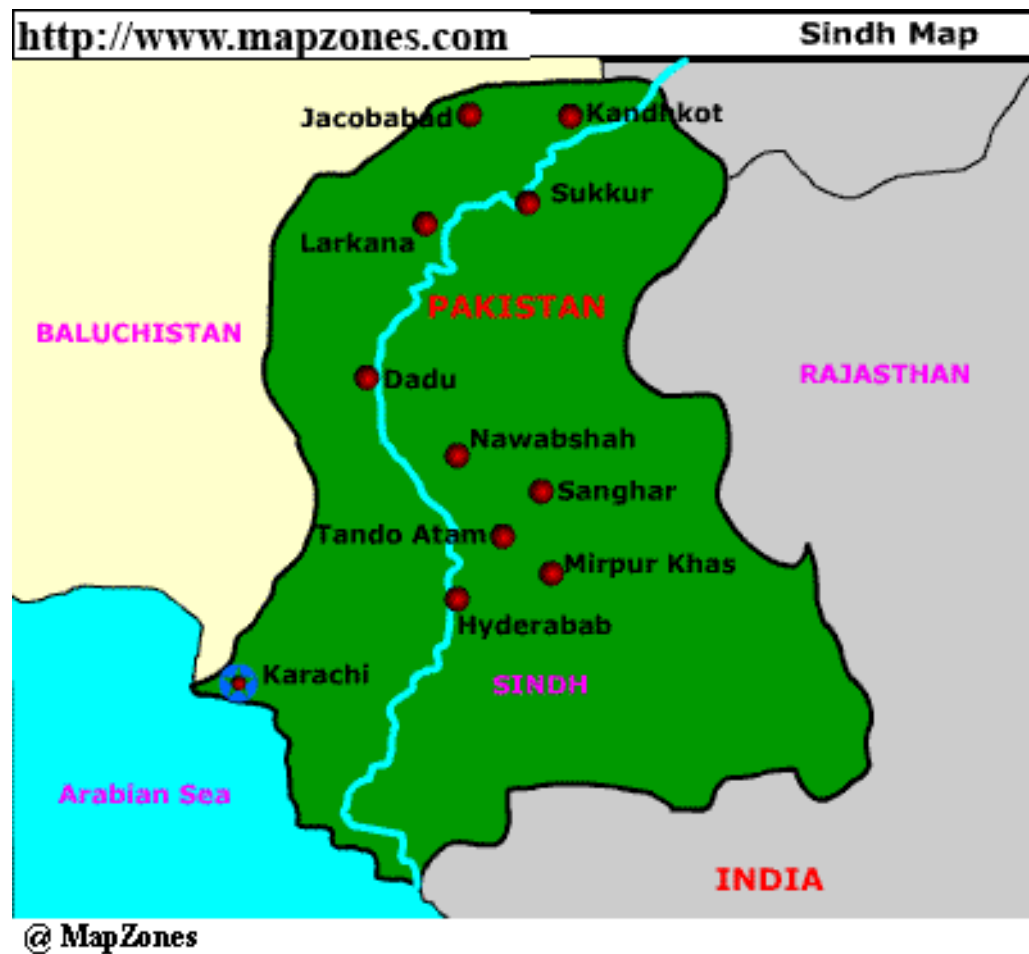 http://www.mapzones.com
Sindh Map
Jacobabad
Kandhkot
Sukkur
Larkana
PAKISTAN
BALUCHISTAN
RAJASTHAN
Dadu
Nawabshah
Sanghar
Tando Atam
Mirpur Khas
Hyderabab
Karachi
SINDH
Arabian Sea
INDIA
@ MapZones